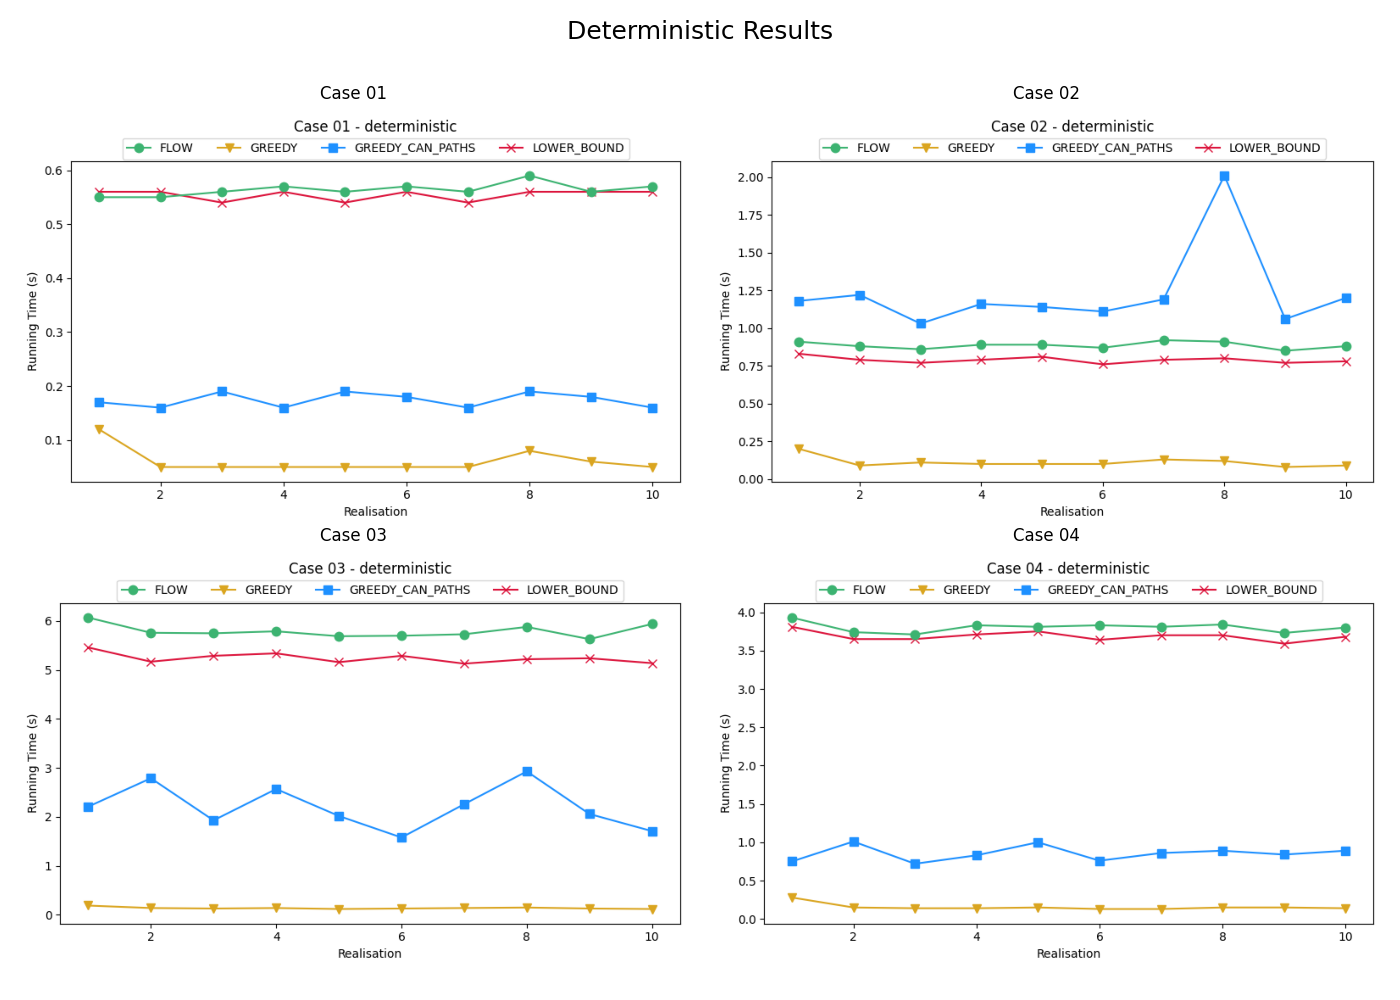 Deterministic Results
Case 01
Case 01 - deterministic
FLOW GREEDY GREEDY_CAN_PATHS LOWER_BOUND
0.6
0.5
0.4
0.3
0.2
0.1
Running Time (s)
2 4 6 8 10
Realisation
Case 02
Case 02 - deterministic
FLOW GREEDY GREEDY_CAN_PATHS LOWER_BOUND
2.00
1.75
1.50
1.25
1.00
0.75
0.50
0.25
0.00
Running Time (s)
2 4 6 8 10
Realisation
Case 03
Case 03 - deterministic
FLOW GREEDY GREEDY_CAN_PATHS LOWER_BOUND
6
5
4
3
2
1
0
Running Time (s)
2 4 6 8 10
Realisation
Case 04
Case 04 - deterministic
FLOW GREEDY GREEDY_CAN_PATHS LOWER_BOUND
4.0
3.5
3.0
2.5
2.0
1.5
1.0
0.5
0.0
Running Time (s)
2 4 6 8 10
Realisation